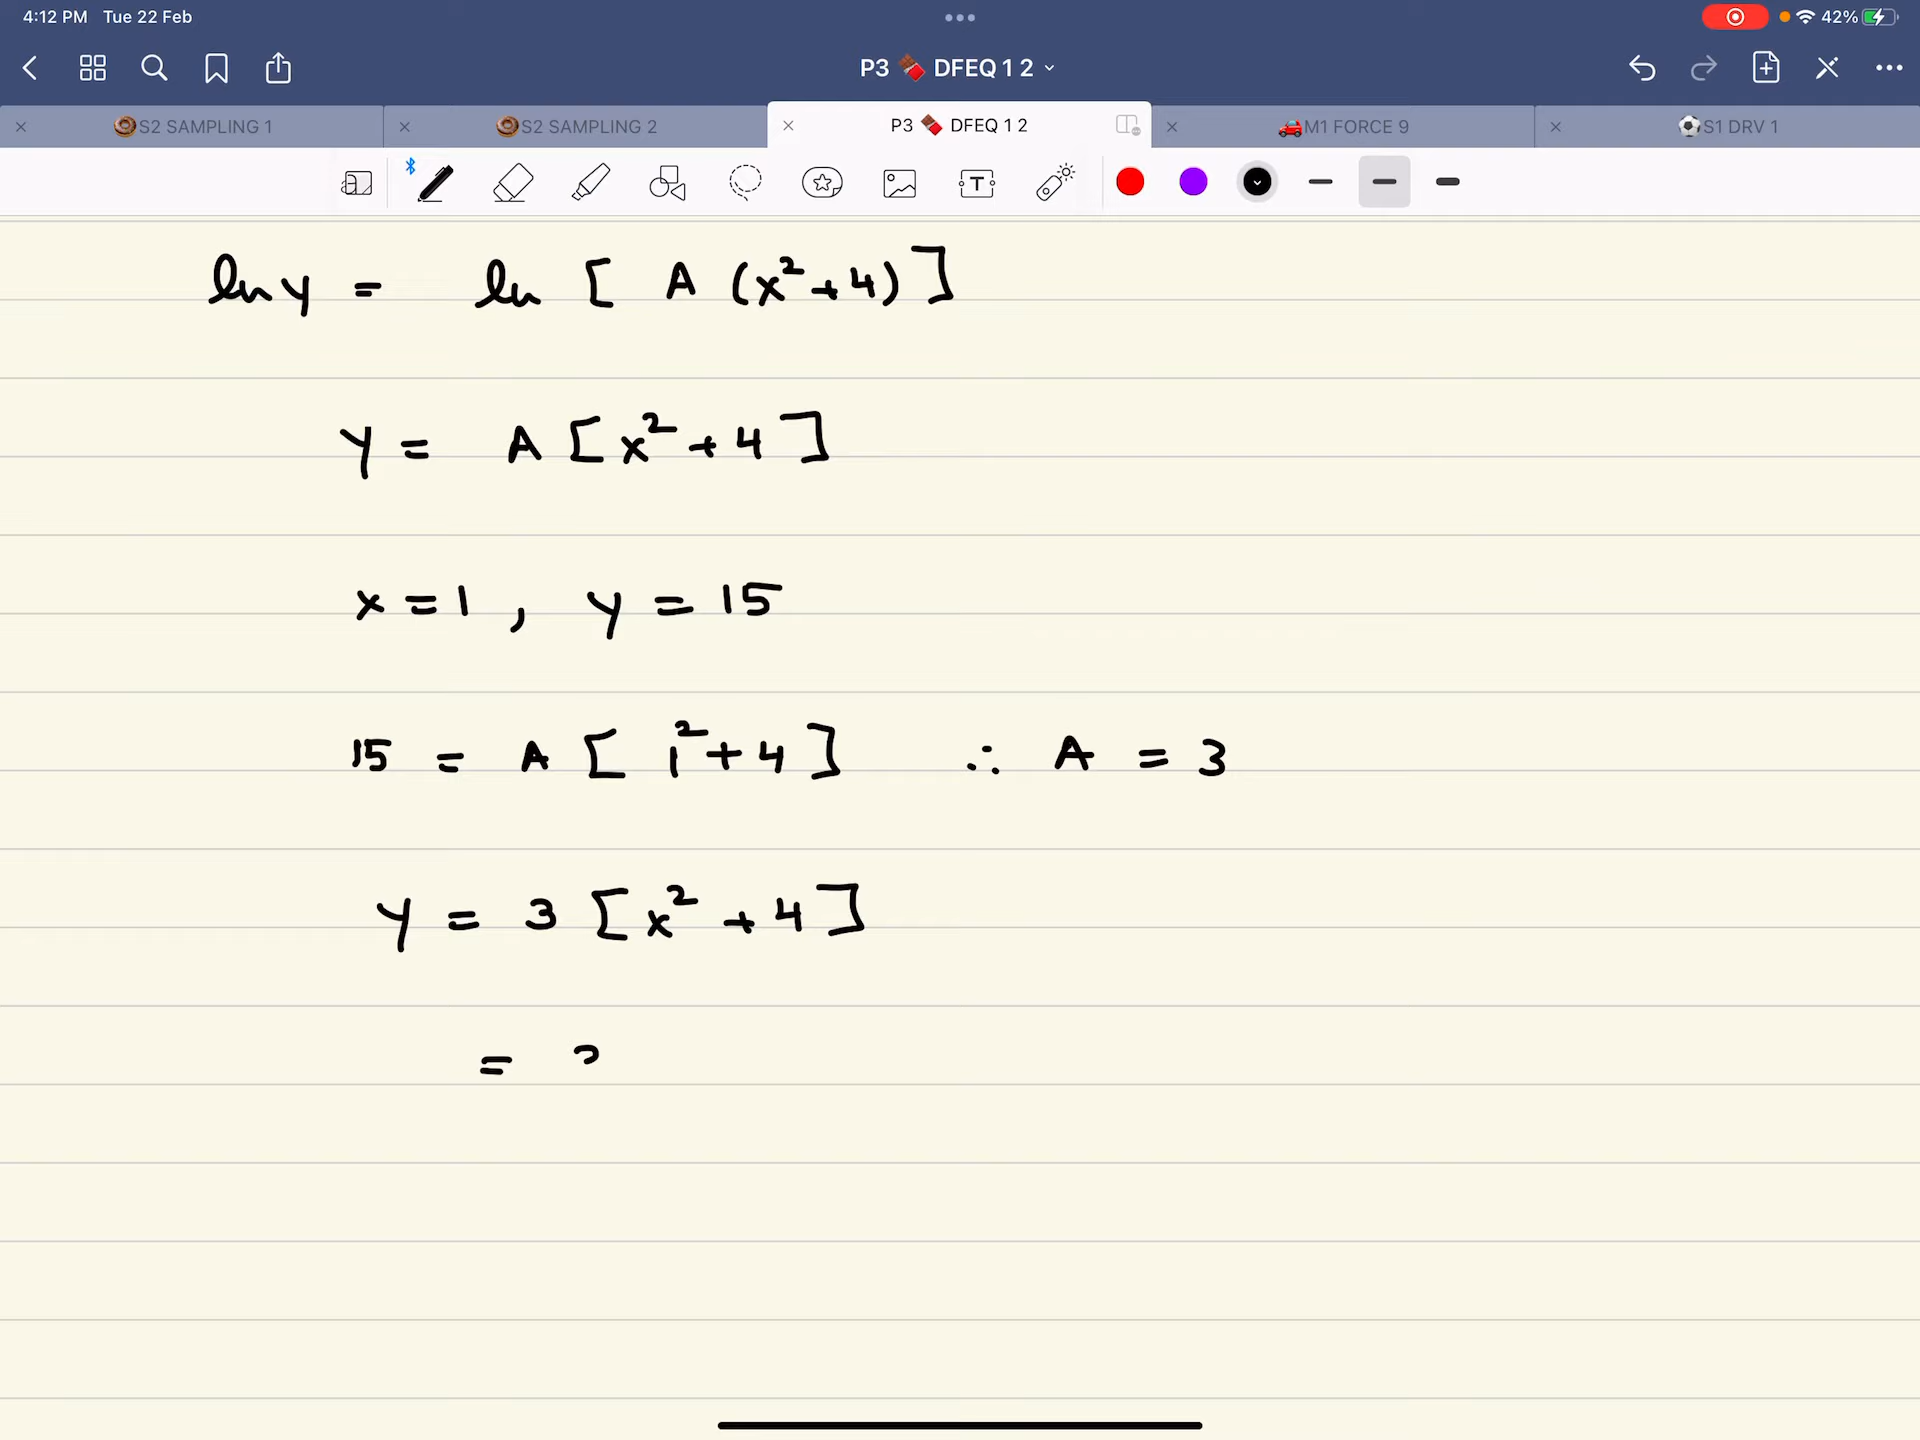 4:12 PM Tue 22 Feb
42%
P3 🍫 DFEQ 1 2
🍩S2 SAMPLING 1
🍩S2 SAMPLING 2
P3 🍫 DFEQ 1 2
🚗M1 FORCE 9
⚽S1 DRV 1
ln y = ln [ A (x²+4) ]
y = A [ x² + 4 ]
x = 1 , y = 15
15 = A [ 1² + 4 ] ∴ A = 3
y = 3 [ x² + 4 ]
=